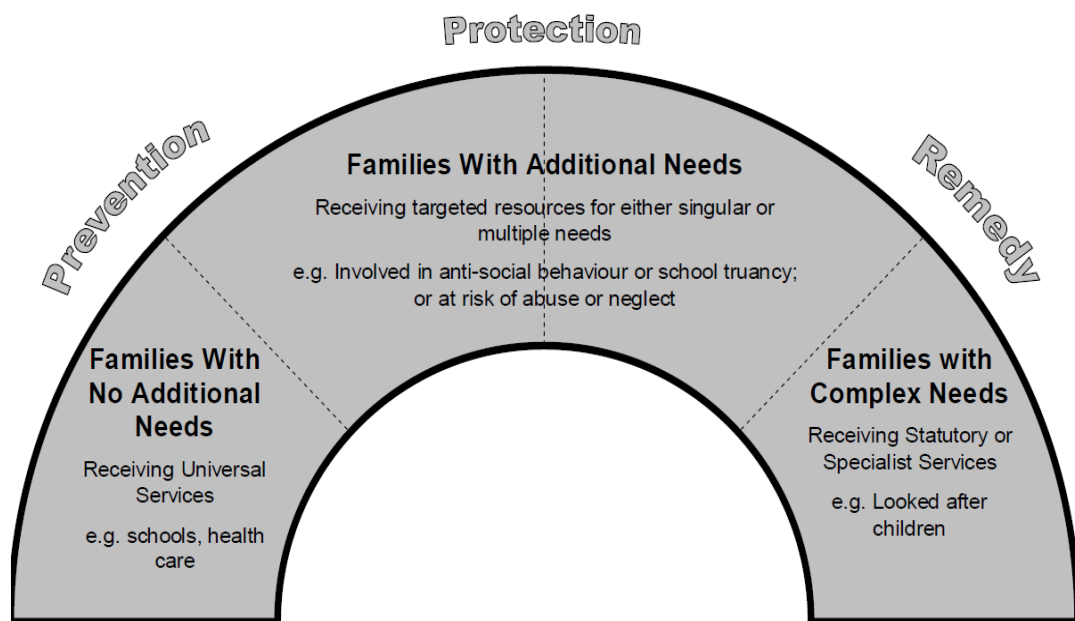 Protection
Prevention
Remedy
Families With Additional Needs
Receiving targeted resources for either singular or
multiple needs
e.g. Involved in anti-social behaviour or school truancy;
or at risk of abuse or neglect
Families With
No Additional
Needs
Receiving Universal
Services
e.g. schools, health
care
Families with
Complex Needs
Receiving Statutory or
Specialist Services
e.g. Looked after
children